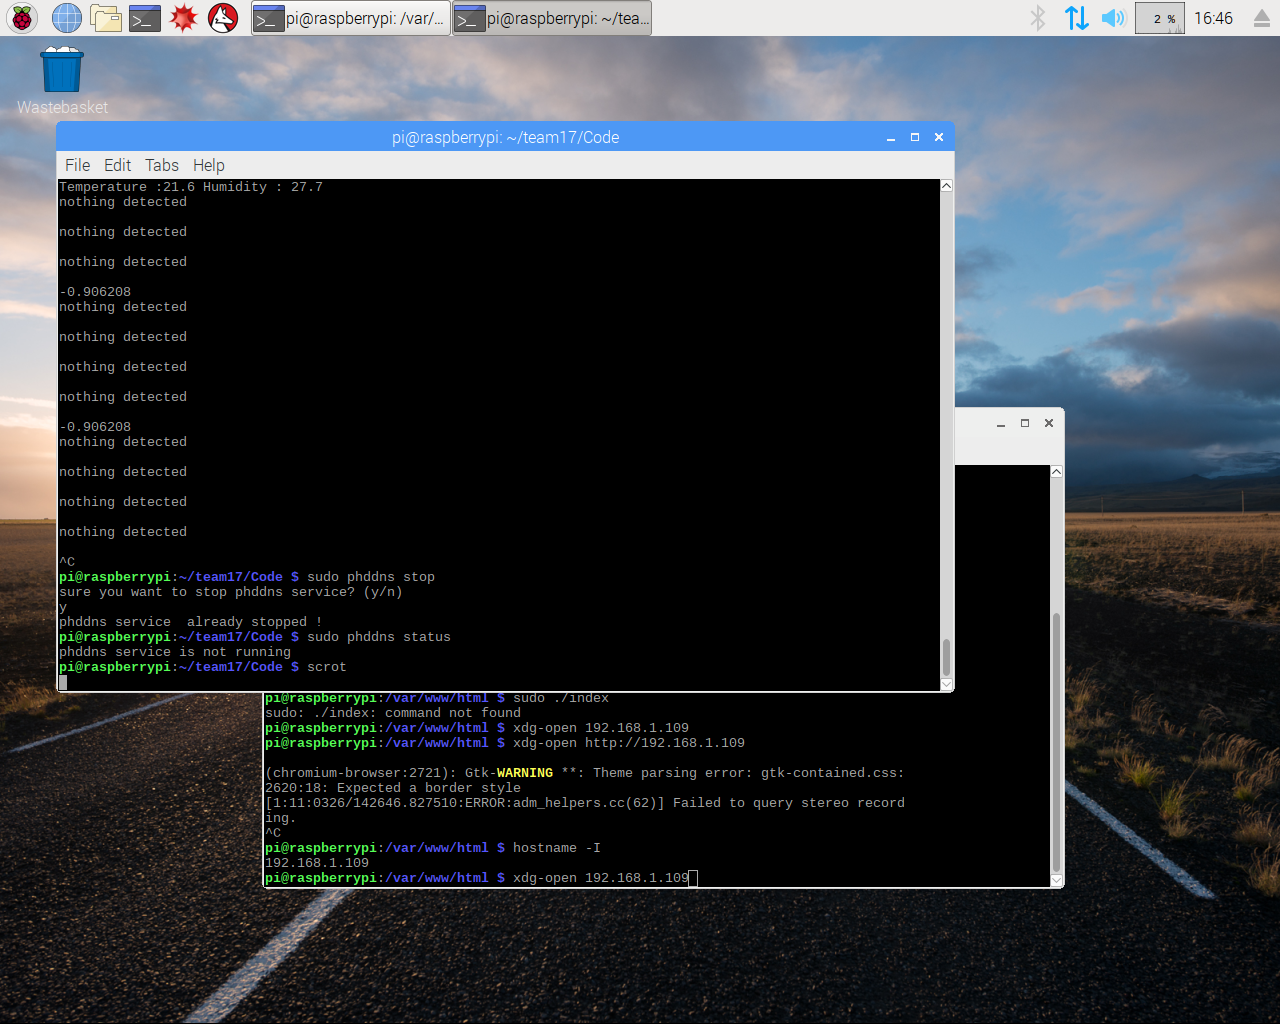 pi@raspberrypi: /var/...
pi@raspberrypi: ~/tea...
2 %
16:46
Wastebasket
pi@raspberrypi: ~/team17/Code
File Edit Tabs Help
Temperature :21.6 Humidity : 27.7
nothing detected
nothing detected
nothing detected
-0.906208
nothing detected
nothing detected
nothing detected
nothing detected
-0.906208
nothing detected
nothing detected
nothing detected
nothing detected
^C
pi@raspberrypi:~/team17/Code $ sudo phddns stop
sure you want to stop phddns service? (y/n)
y
phddns service  already stopped !
pi@raspberrypi:~/team17/Code $ sudo phddns status
phddns service is not running
pi@raspberrypi:~/team17/Code $ scrot
pi@raspberrypi:/var/www/html $ sudo ./index
sudo: ./index: command not found
pi@raspberrypi:/var/www/html $ xdg-open 192.168.1.109
pi@raspberrypi:/var/www/html $ xdg-open http://192.168.1.109
(chromium-browser:2721): Gtk-WARNING **: Theme parsing error: gtk-contained.css:
2620:18: Expected a border style
[1:11:0326/142646.827510:ERROR:adm_helpers.cc(62)] Failed to query stereo record
ing.
^C
pi@raspberrypi:/var/www/html $ hostname -I
192.168.1.109
pi@raspberrypi:/var/www/html $ xdg-open 192.168.1.109